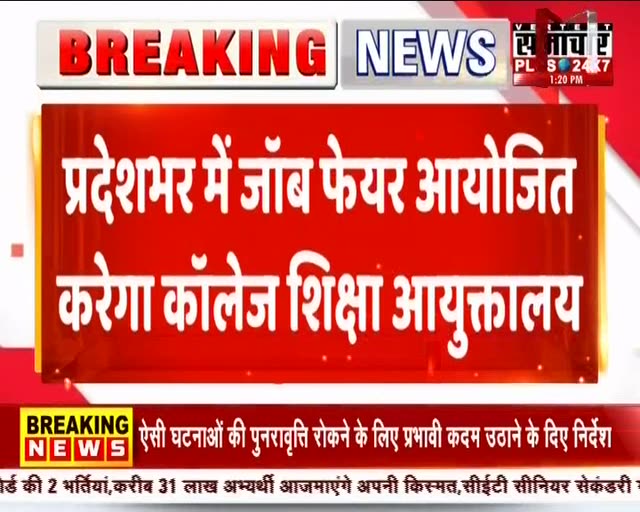 BREAKING NEWS
समाचार
PLUS 24X7
1:20 PM
प्रदेशभर में जॉब फेयर आयोजित
करेगा कॉलेज शिक्षा आयुक्तालय
BREAKING
NEWS
ऐसी घटनाओं की पुनरावृत्ति रोकने के लिए प्रभावी कदम उठाने के दिए निर्देश
की 2 भर्तियां,करीब 31 लाख अभ्यर्थी आजमाएंगे अपनी किस्मत,सीईटी सीनियर सेकंडरी